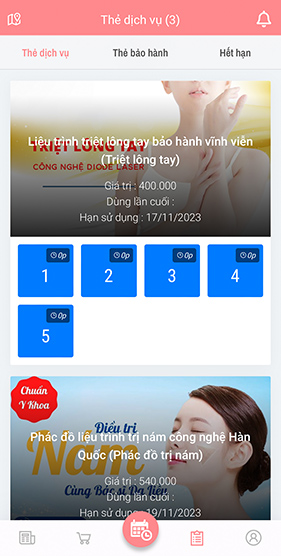 Thẻ dịch vụ (3)
Thẻ dịch vụ
Thẻ bảo hành
Hết hạn
TRIỆT LÔNG TAY
CÔNG NGHỆ DIODE LASER
Liệu trình triệt lông tay bảo hành vĩnh viễn
(Triệt lông tay)
Giá trị : 400.000
Dùng lần cuối :
Hạn sử dụng : 17/11/2023
0p
1
0p
2
0p
3
0p
4
0p
5
Chuẩn
Y Khoa
Điều trị
Nám
Cùng Bác sĩ Da Liễu
Phác đồ liệu trình trị nám công nghệ Hàn
Quốc (Phác đồ trị nám)
Giá trị : 540.000
Dùng lần cuối :
Hạn sử dụng : 19/11/2023